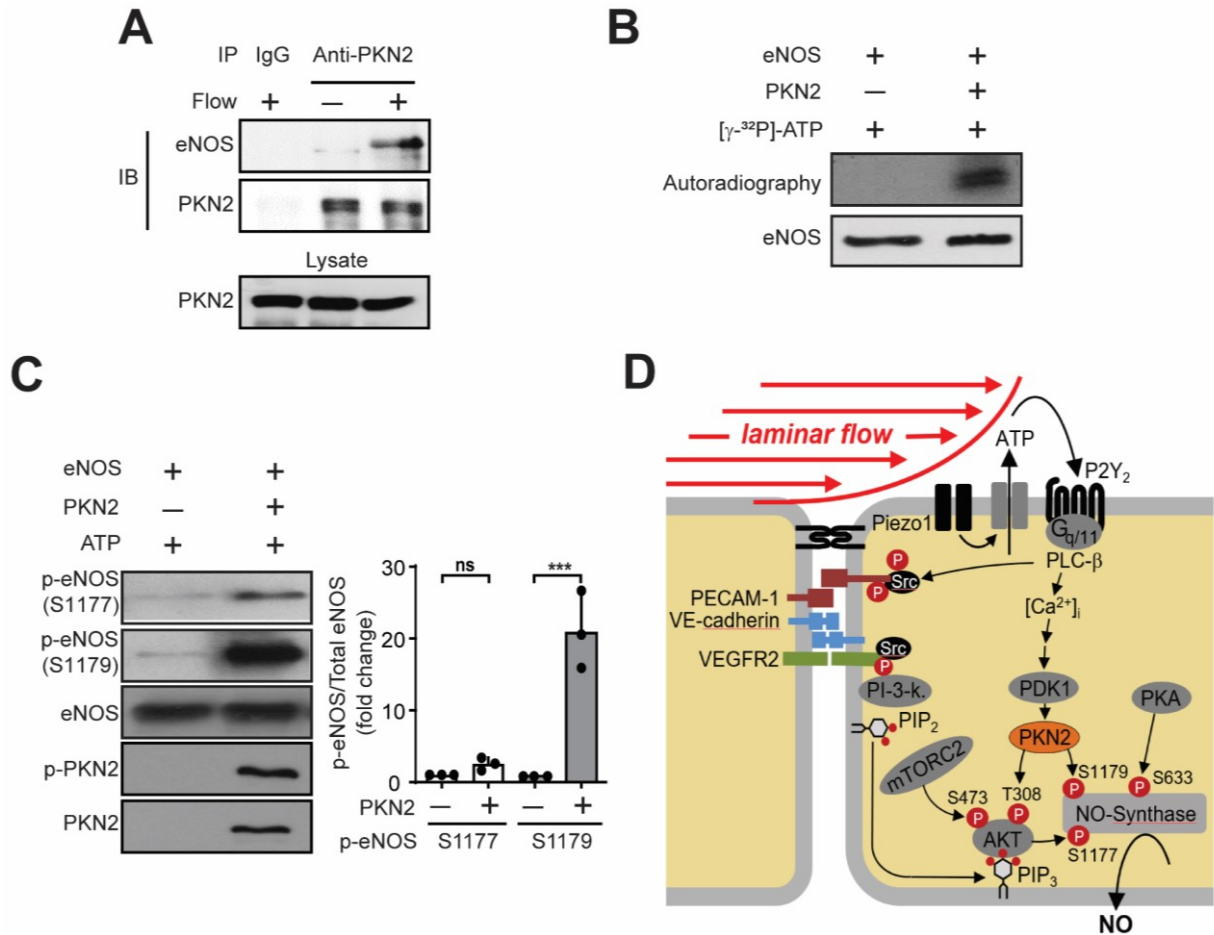 A
IP IgG Anti-PKN2
Flow + — +
IB
eNOS
PKN2
Lysate
PKN2
B
eNOS + +
PKN2 — +
[γ-³²P]-ATP + +
Autoradiography
eNOS
C
eNOS + +
PKN2 — +
ATP + +
p-eNOS
(S1177)
p-eNOS
(S1179)
eNOS
p-PKN2
PKN2
p-eNOS/Total eNOS
(fold change)
30
20
10
0
ns
***
PKN2 — + — +
p-eNOS S1177 S1179
D
laminar flow
ATP
P2Y₂
Piezo1
Gq/11
PLC-β
P
Src
P
PECAM-1
[Ca²⁺]i
VE-cadherin
VEGFR2
Src
P
PI-3-k.
PDK1
PKA
PIP₂
PKN2
mTORC2
S1179
S633
S473
T308
P
P
P
P
NO-Synthase
AKT
P
S1177
PIP₃
NO